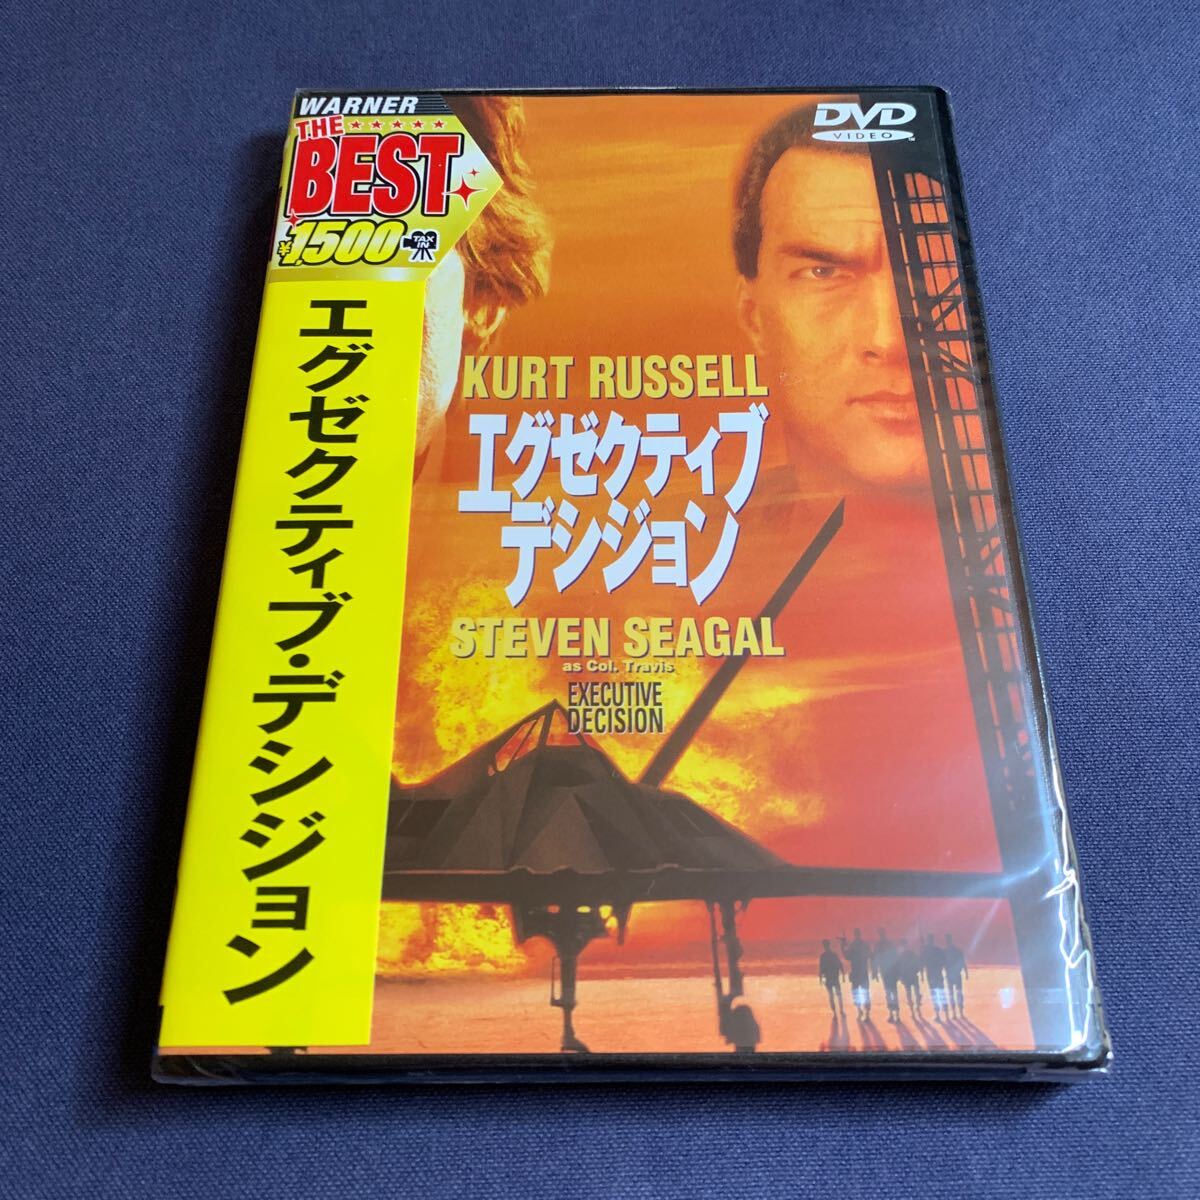 WARNER
THE
BEST
¥1,500 TAX IN
エグゼクティブ・デシジョン
DVD
VIDEO
KURT RUSSELL
エグゼクティブ
デシジョン
STEVEN SEAGAL
as Col. Travis
EXECUTIVE
DECISION